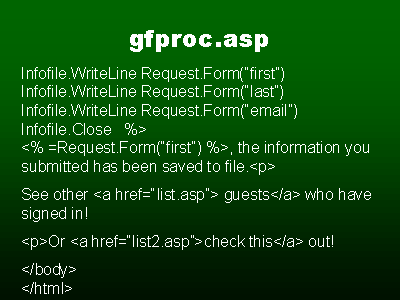 gfproc.asp
Infofile.WriteLine Request.Form("first")
Infofile.WriteLine Request.Form("last")
Infofile.WriteLine Request.Form("email")
Infofile.Close   %>
<% =Request.Form("first") %>, the information you
submitted has been saved to file.<p>
See other <a href="list.asp"> guests</a> who have
signed in!
<p>Or <a href="list2.asp">check this</a> out!
</body>
</html>